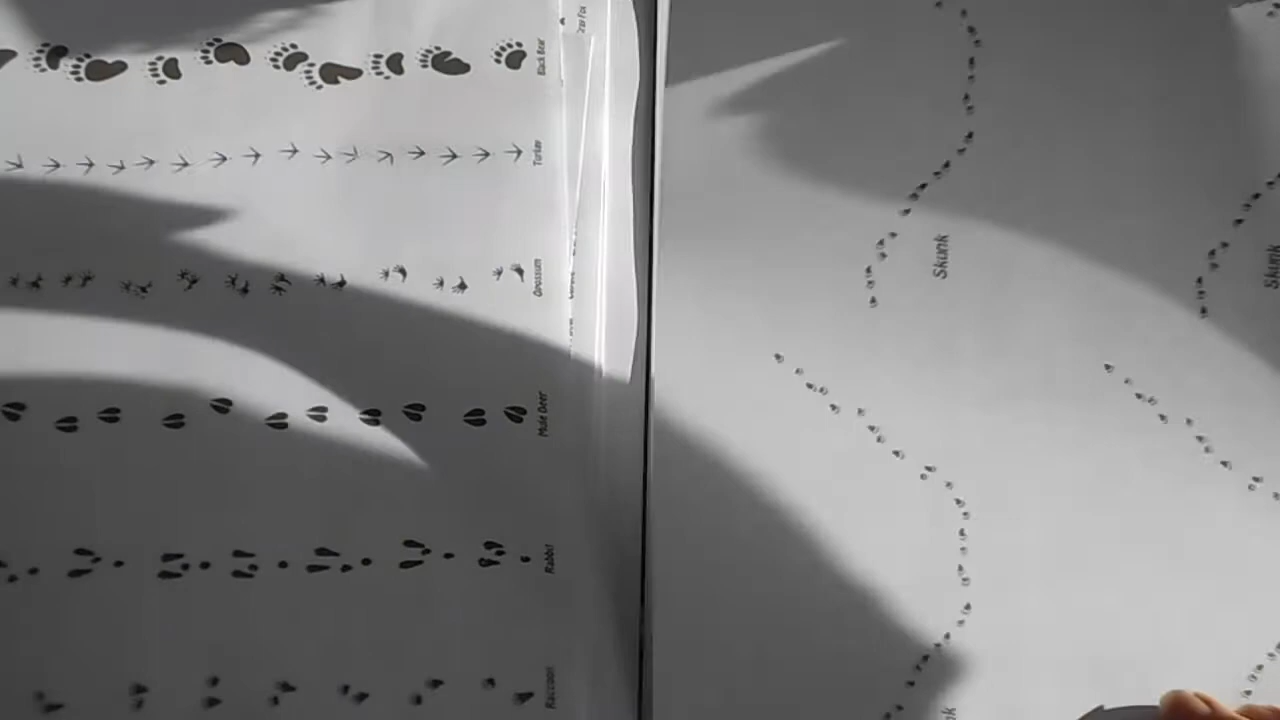 Black Bear
Turkey
Opossum
Mule Deer
Rabbit
Raccoon
Skunk
Skunk